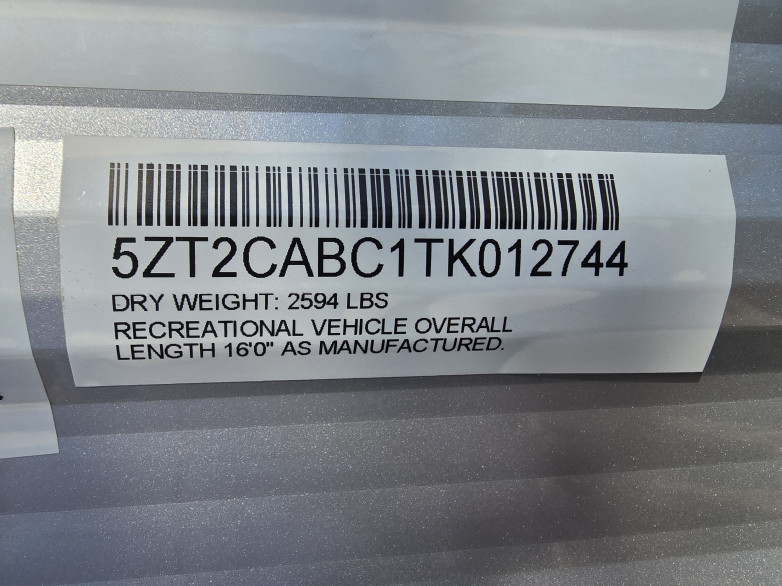 5ZT2CABC1TK012744
DRY WEIGHT: 2594 LBS
RECREATIONAL VEHICLE OVERALL
LENGTH 16'0" AS MANUFACTURED.